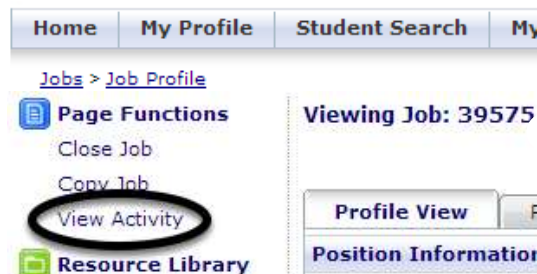 Home My Profile Student Search My
Jobs > Job Profile
Page Functions
Viewing Job: 39575
Close Job
Copy Job
View Activity
Profile View
Resource Library
Position Information